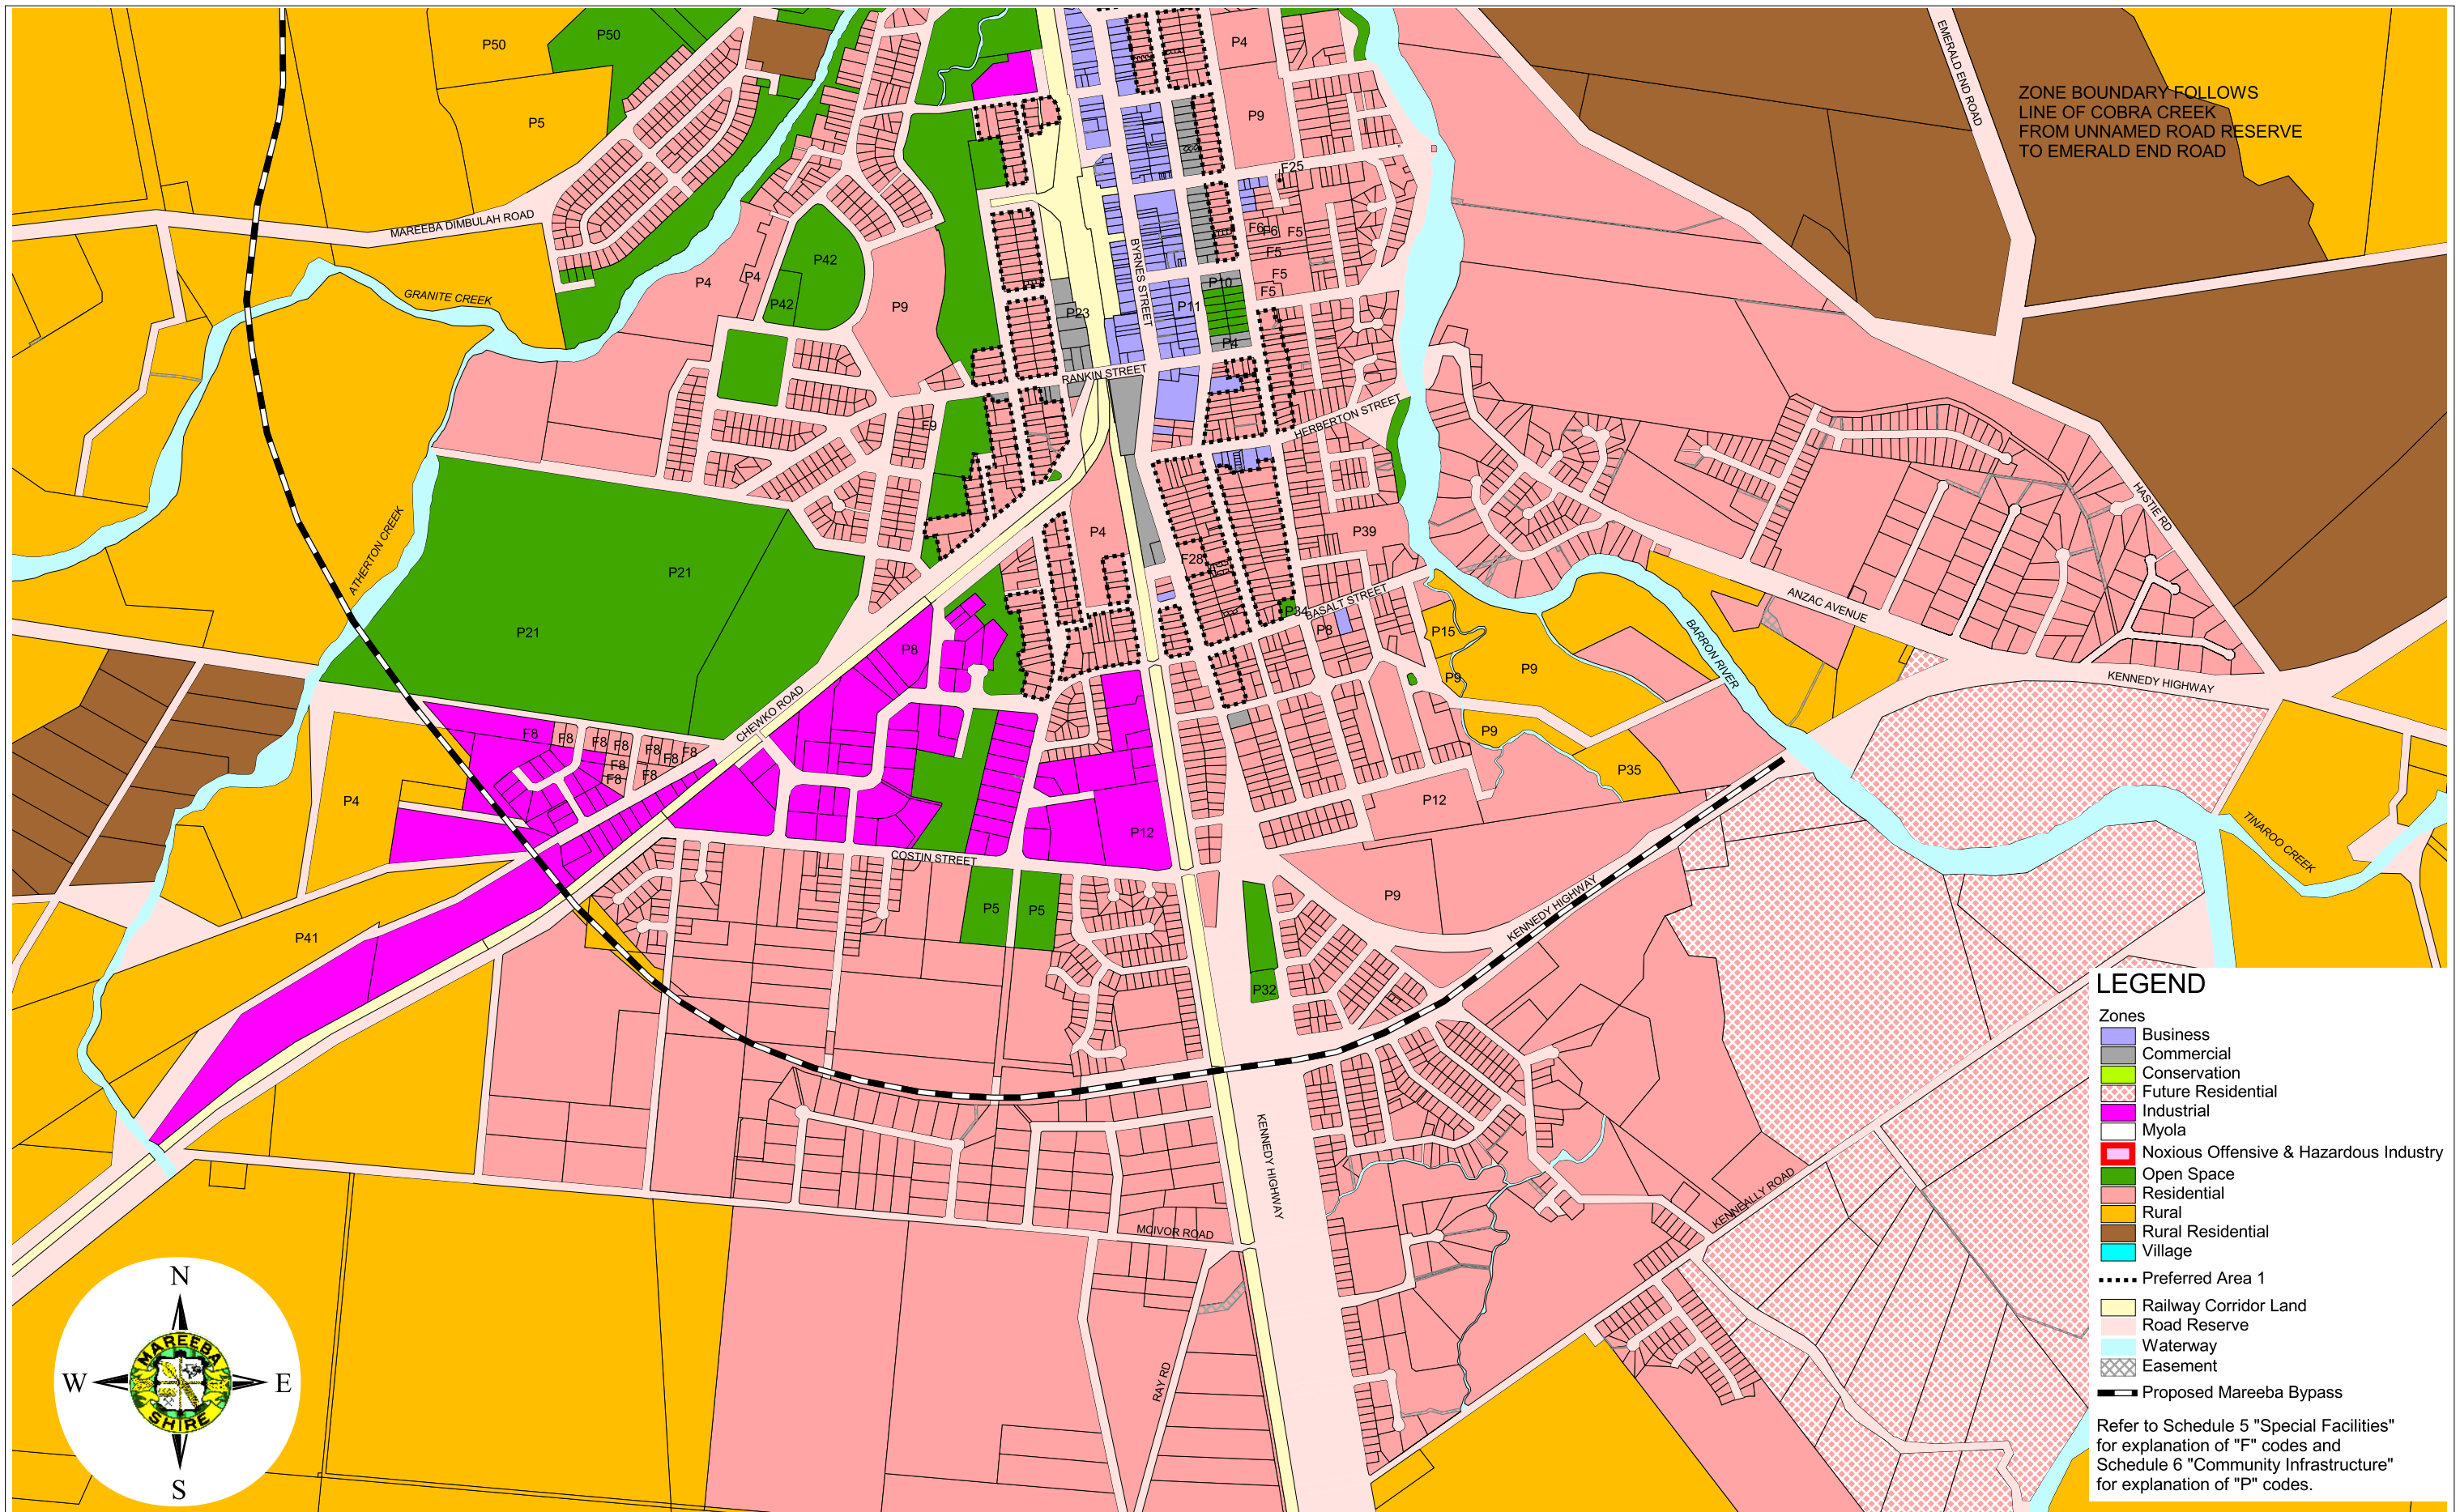 P50
P50
P5
P4
P9
EMERALD END ROAD
ZONE BOUNDARY FOLLOWS
LINE OF COBRA CREEK
FROM UNNAMED ROAD RESERVE
TO EMERALD END ROAD
MAREEBA DIMBULAH ROAD
GRANITE CREEK
ATHERTON CREEK
P4
P4
P42
P42
P9
P23
BYRNES STREET
P10
P11
P4
F25
F6
F6
F5
F5
F5
F5
RANKIN STREET
HERBERTON STREET
F9
P4
F28
P39
P34
BASALT STREET
P8
P15
P9
P9
P9
P35
BARRON RIVER
ANZAC AVENUE
HASTIE RD
KENNEDY HIGHWAY
TINAROO CREEK
P21
P21
P8
CHEWKO ROAD
F8
F8
F8
F8
F8
F8
F8
F8
F8
F8
P4
P41
P12
COSTIN STREET
P5
P5
P12
P9
KENNEDY HIGHWAY
P32
KENNEDY HIGHWAY
MCIVOR ROAD
RAY RD
KENNEALLY ROAD
N
W
E
S
MAREEBA
SHIRE
LEGEND
Zones
Business
Commercial
Conservation
Future Residential
Industrial
Myola
Noxious Offensive & Hazardous Industry
Open Space
Residential
Rural
Rural Residential
Village
Preferred Area 1
Railway Corridor Land
Road Reserve
Waterway
Easement
Proposed Mareeba Bypass
Refer to Schedule 5 "Special Facilities"
for explanation of "F" codes and
Schedule 6 "Community Infrastructure"
for explanation of "P" codes.